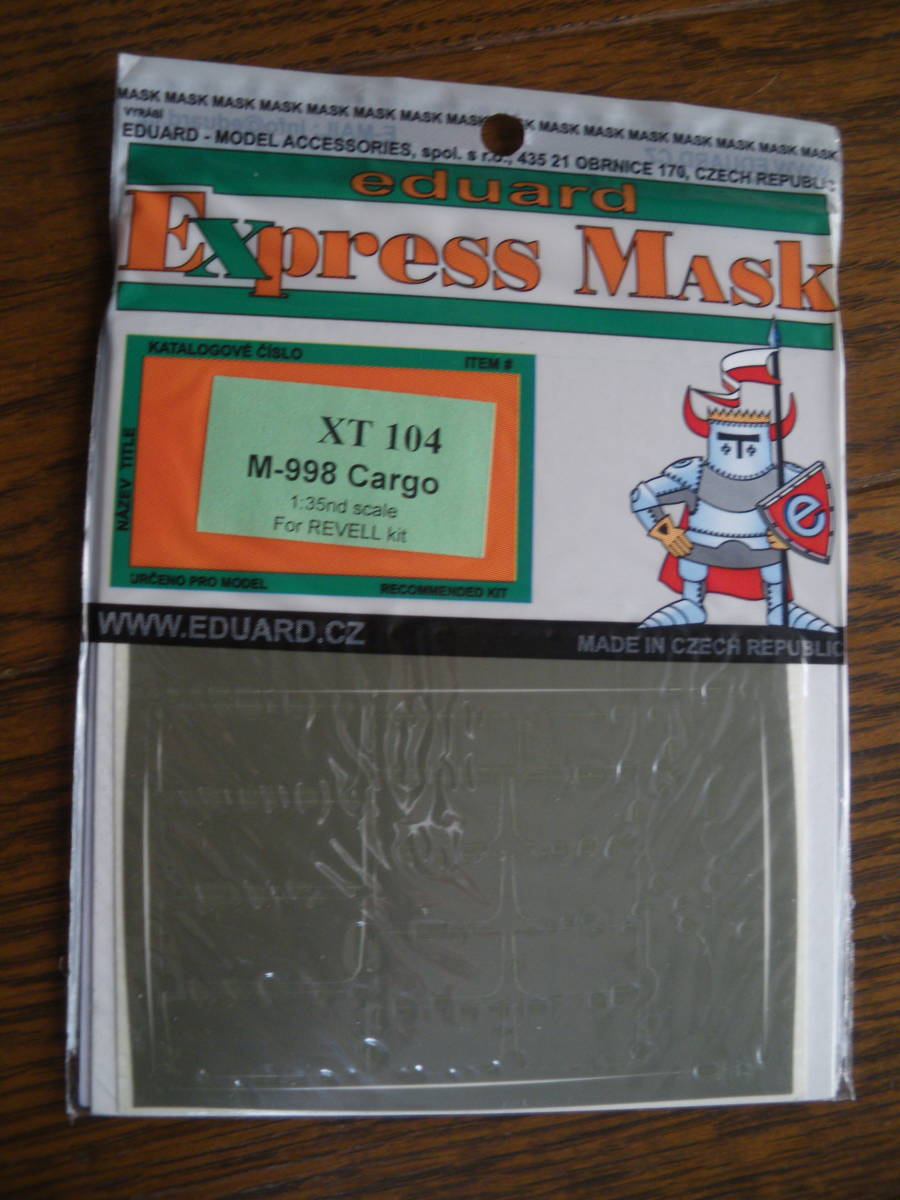 MASK MASK MASK MASK MASK MASK MASK MASK MASK MASK MASK MASK MASK MASK
VYRÁBÍ
EDUARD - MODEL ACCESSORIES, spol. s r.o., 435 21 OBRNICE 170, CZECH REPUBLIC
eduard
Express Mask
KATALOGOVÉ ČÍSLO ITEM #
NÁZEV TITLE
XT 104
M-998 Cargo
1:35nd scale
For REVELL kit
URČENO PRO MODEL RECOMMENDED KIT
e
WWW.EDUARD.CZ MADE IN CZECH REPUBLIC